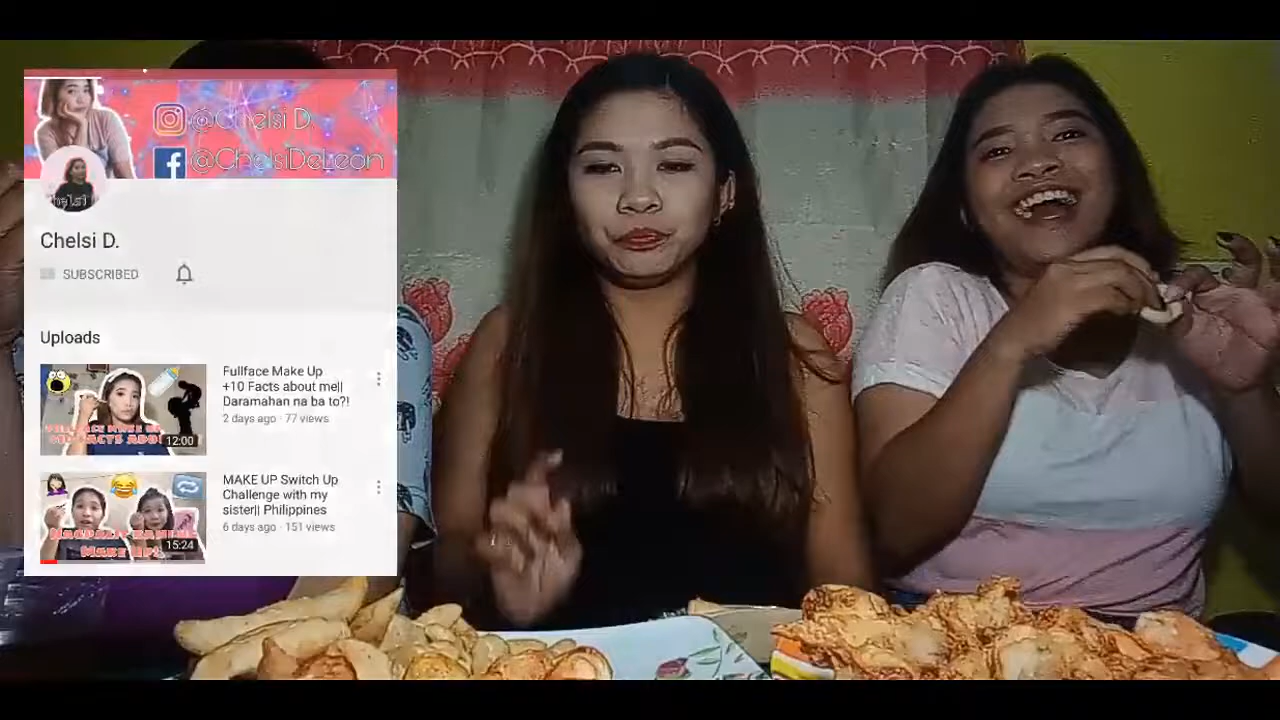 @Chelsi D.
@ChelsiDeLeon
Chelsi D.
SUBSCRIBED
Uploads
Fullface Make Up
+10 Facts about me||
Daramahan na ba to?!
2 days ago · 77 views
12:00
MAKE UP Switch Up
Challenge with my
sister|| Philippines
6 days ago · 151 views
MAKE UP!
15:24